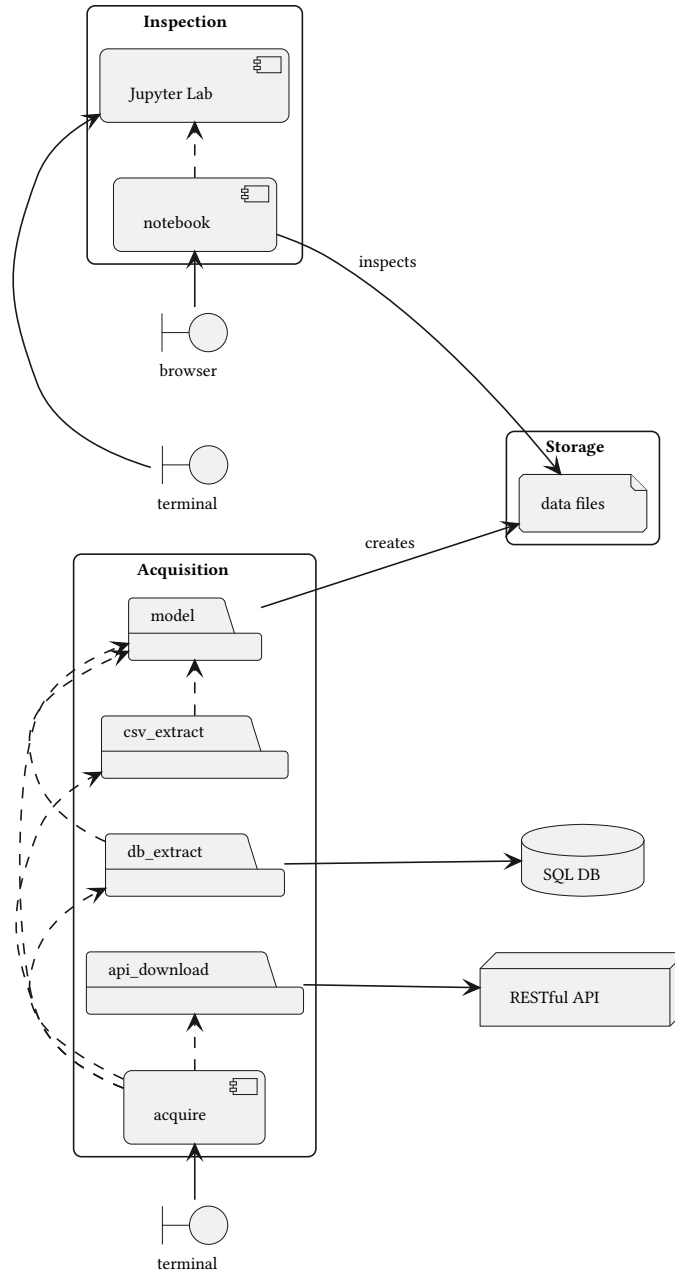 Inspection
Jupyter Lab
notebook
inspects
browser
terminal
Storage
data files
creates
Acquisition
model
csv_extract
db_extract
SQL DB
api_download
RESTful API
acquire
terminal